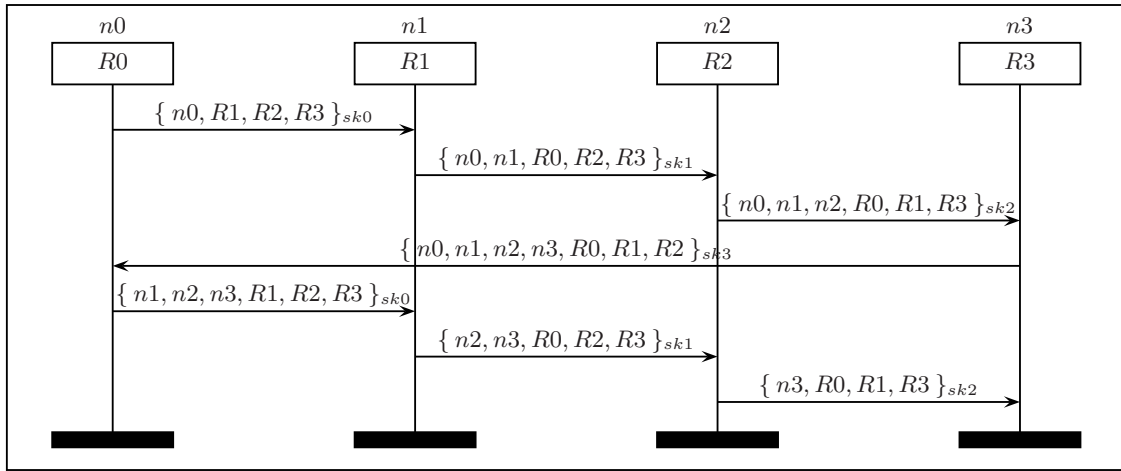 n0 n1 n2 n3
R0 R1 R2 R3
{ n0, R1, R2, R3 }sk0
{ n0, n1, R0, R2, R3 }sk1
{ n0, n1, n2, R0, R1, R3 }sk2
{ n0, n1, n2, n3, R0, R1, R2 }sk3
{ n1, n2, n3, R1, R2, R3 }sk0
{ n2, n3, R0, R2, R3 }sk1
{ n3, R0, R1, R3 }sk2